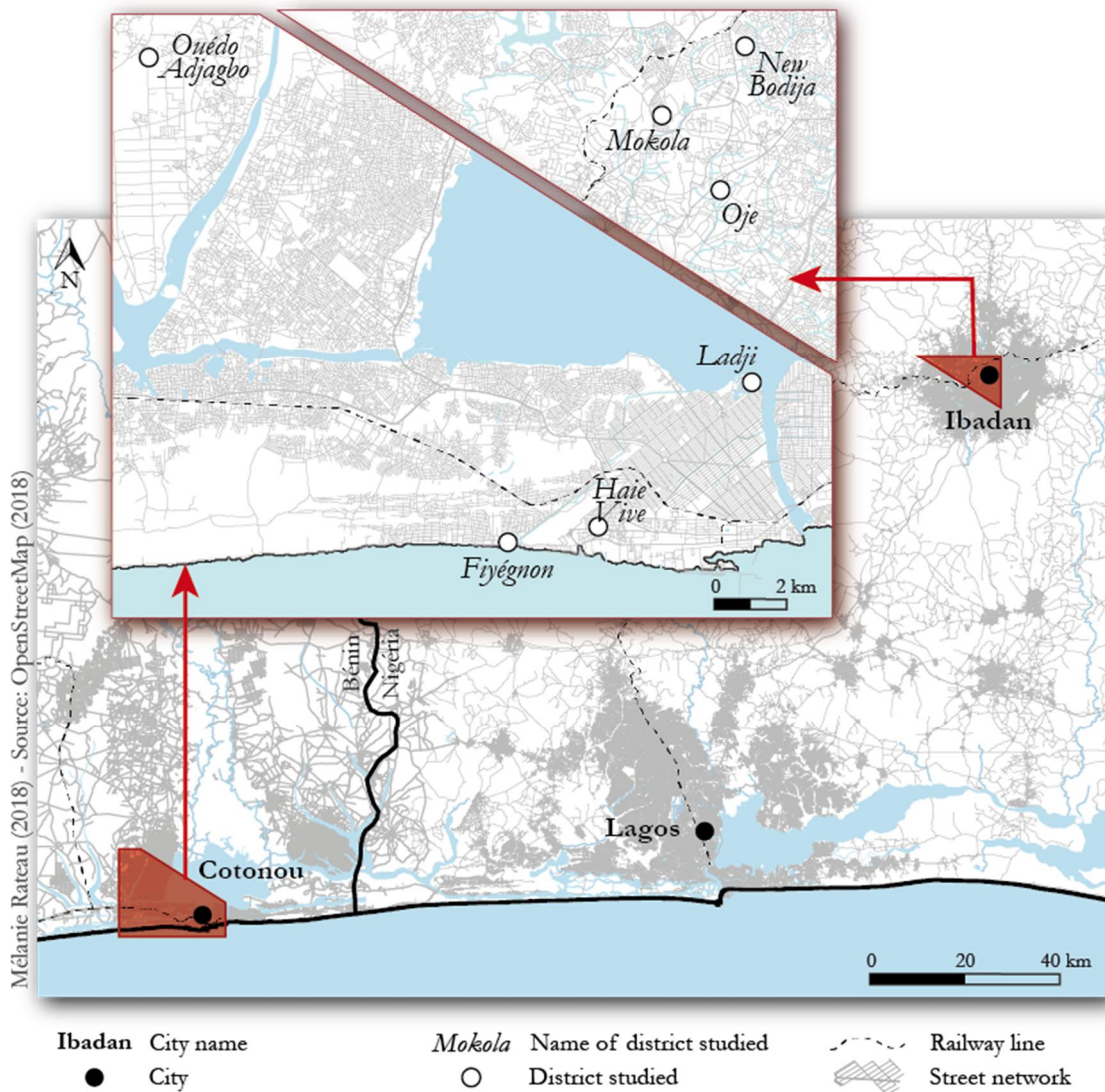 Ouédo
Adjagbo
New
Bodija
Mokola
Oje
N
Ladji
Ibadan
Haie
Vive
Fiyégnon
0 2 km
Bénin
Nigéria
Lagos
Cotonou
0 20 40 km
Mélanie Rateau (2018) - Source: OpenStreetMap (2018)
Ibadan City name
City
Mokola Name of district studied
District studied
Railway line
Street network